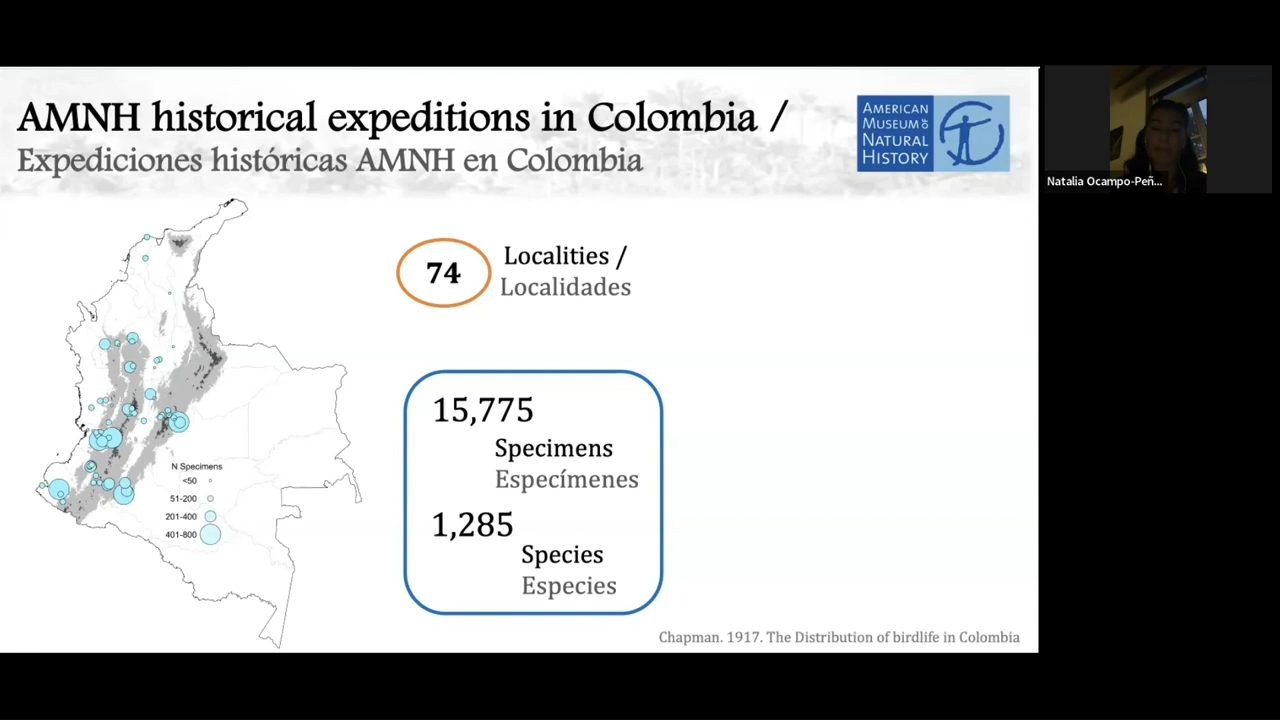 AMNH historical expeditions in Colombia /
Expediciones históricas AMNH en Colombia
AMERICAN
MUSEUM OF
NATURAL
HISTORY
Natalia Ocampo-Peñ...
74
Localities /
Localidades
15,775
Specimens
Especímenes
1,285
Species
Especies
N Specimens
<50
51-200
201-400
401-800
Chapman. 1917. The Distribution of birdlife in Colombia